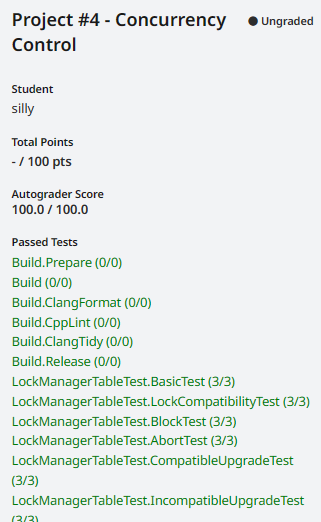 Project #4 - Concurrency
Control
● Ungraded
Student
silly
Total Points
- / 100 pts
Autograder Score
100.0 / 100.0
Passed Tests
Build.Prepare (0/0)
Build (0/0)
Build.ClangFormat (0/0)
Build.CppLint (0/0)
Build.ClangTidy (0/0)
Build.Release (0/0)
LockManagerTableTest.BasicTest (3/3)
LockManagerTableTest.LockCompatibilityTest (3/3)
LockManagerTableTest.BlockTest (3/3)
LockManagerTableTest.AbortTest (3/3)
LockManagerTableTest.CompatibleUpgradeTest
(3/3)
LockManagerTableTest.IncompatibleUpgradeTest
(3/3)